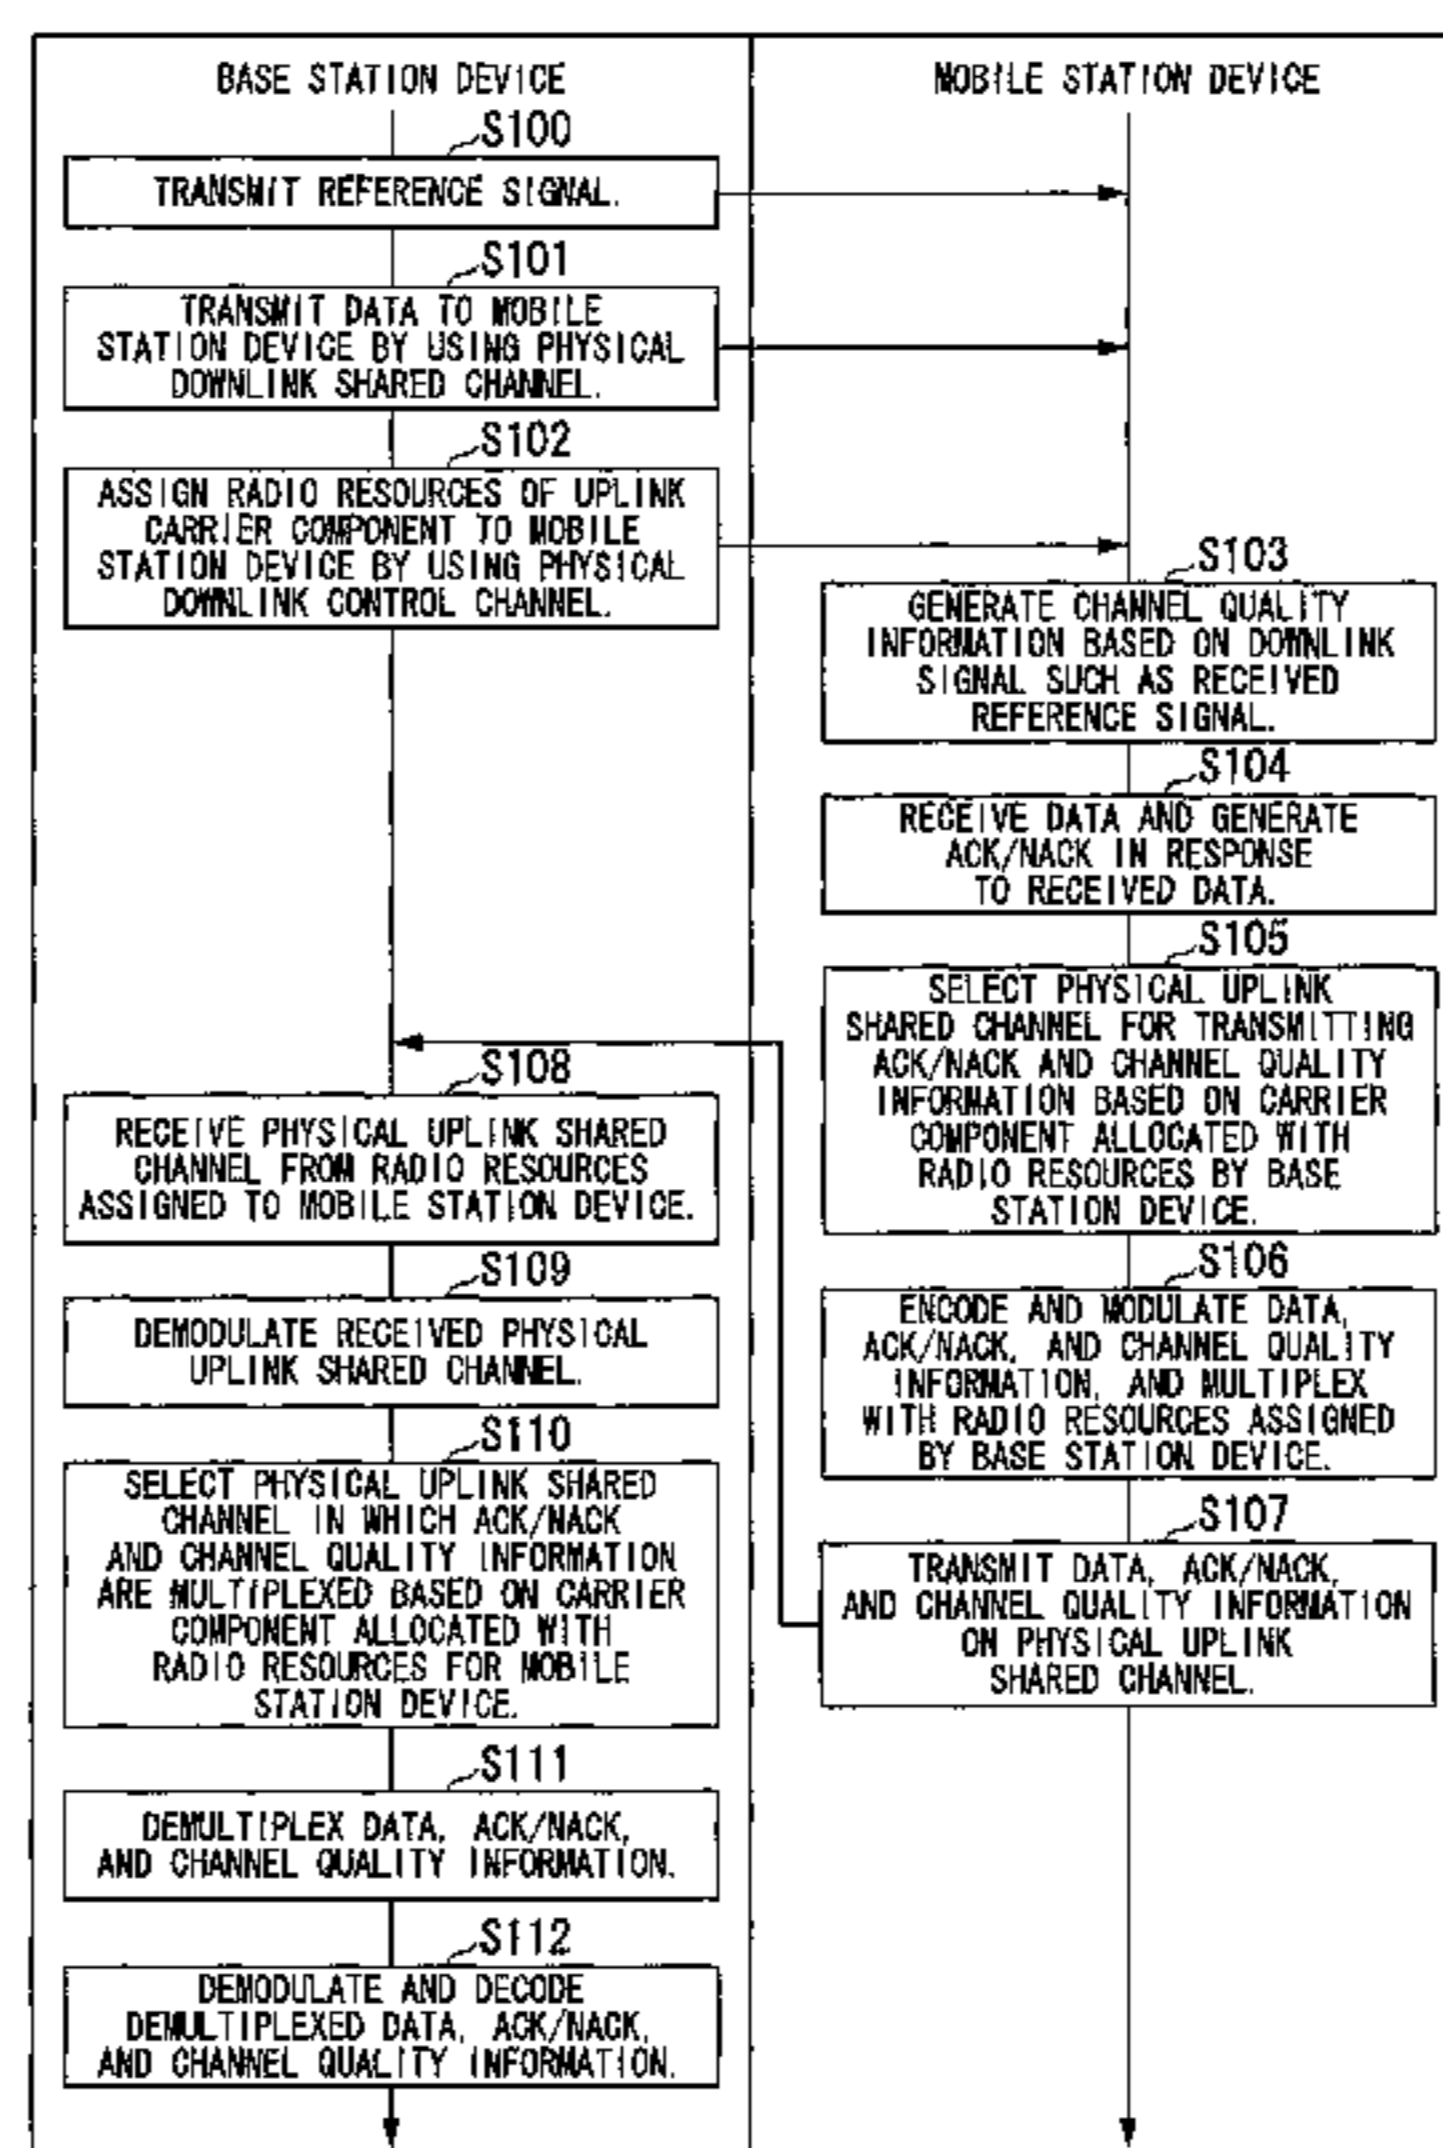 BASE STATION DEVICE
MOBILE STATION DEVICE
S100
TRANSMIT REFERENCE SIGNAL.
S101
TRANSMIT DATA TO MOBILE
STATION DEVICE BY USING PHYSICAL
DOWNLINK SHARED CHANNEL.
S102
ASSIGN RADIO RESOURCES OF UPLINK
CARRIER COMPONENT TO MOBILE
STATION DEVICE BY USING PHYSICAL
DOWNLINK CONTROL CHANNEL.
S103
GENERATE CHANNEL QUALITY
INFORMATION BASED ON DOWNLINK
SIGNAL SUCH AS RECEIVED
REFERENCE SIGNAL.
S104
RECEIVE DATA AND GENERATE
ACK/NACK IN RESPONSE
TO RECEIVED DATA.
S105
SELECT PHYSICAL UPLINK
SHARED CHANNEL FOR TRANSMITTING
ACK/NACK AND CHANNEL QUALITY
INFORMATION BASED ON CARRIER
COMPONENT ALLOCATED WITH
RADIO RESOURCES BY BASE
STATION DEVICE.
S106
ENCODE AND MODULATE DATA,
ACK/NACK, AND CHANNEL QUALITY
INFORMATION, AND MULTIPLEX
WITH RADIO RESOURCES ASSIGNED
BY BASE STATION DEVICE.
S107
TRANSMIT DATA, ACK/NACK,
AND CHANNEL QUALITY INFORMATION
ON PHYSICAL UPLINK
SHARED CHANNEL.
S108
RECEIVE PHYSICAL UPLINK SHARED
CHANNEL FROM RADIO RESOURCES
ASSIGNED TO MOBILE STATION DEVICE.
S109
DEMODULATE RECEIVED PHYSICAL
UPLINK SHARED CHANNEL.
S110
SELECT PHYSICAL UPLINK SHARED
CHANNEL IN WHICH ACK/NACK
AND CHANNEL QUALITY INFORMATION
ARE MULTIPLEXED BASED ON CARRIER
COMPONENT ALLOCATED WITH
RADIO RESOURCES FOR MOBILE
STATION DEVICE.
S111
DEMULTIPLEX DATA, ACK/NACK,
AND CHANNEL QUALITY INFORMATION.
S112
DEMODULATE AND DECODE
DEMULTIPLEXED DATA, ACK/NACK,
AND CHANNEL QUALITY INFORMATION.